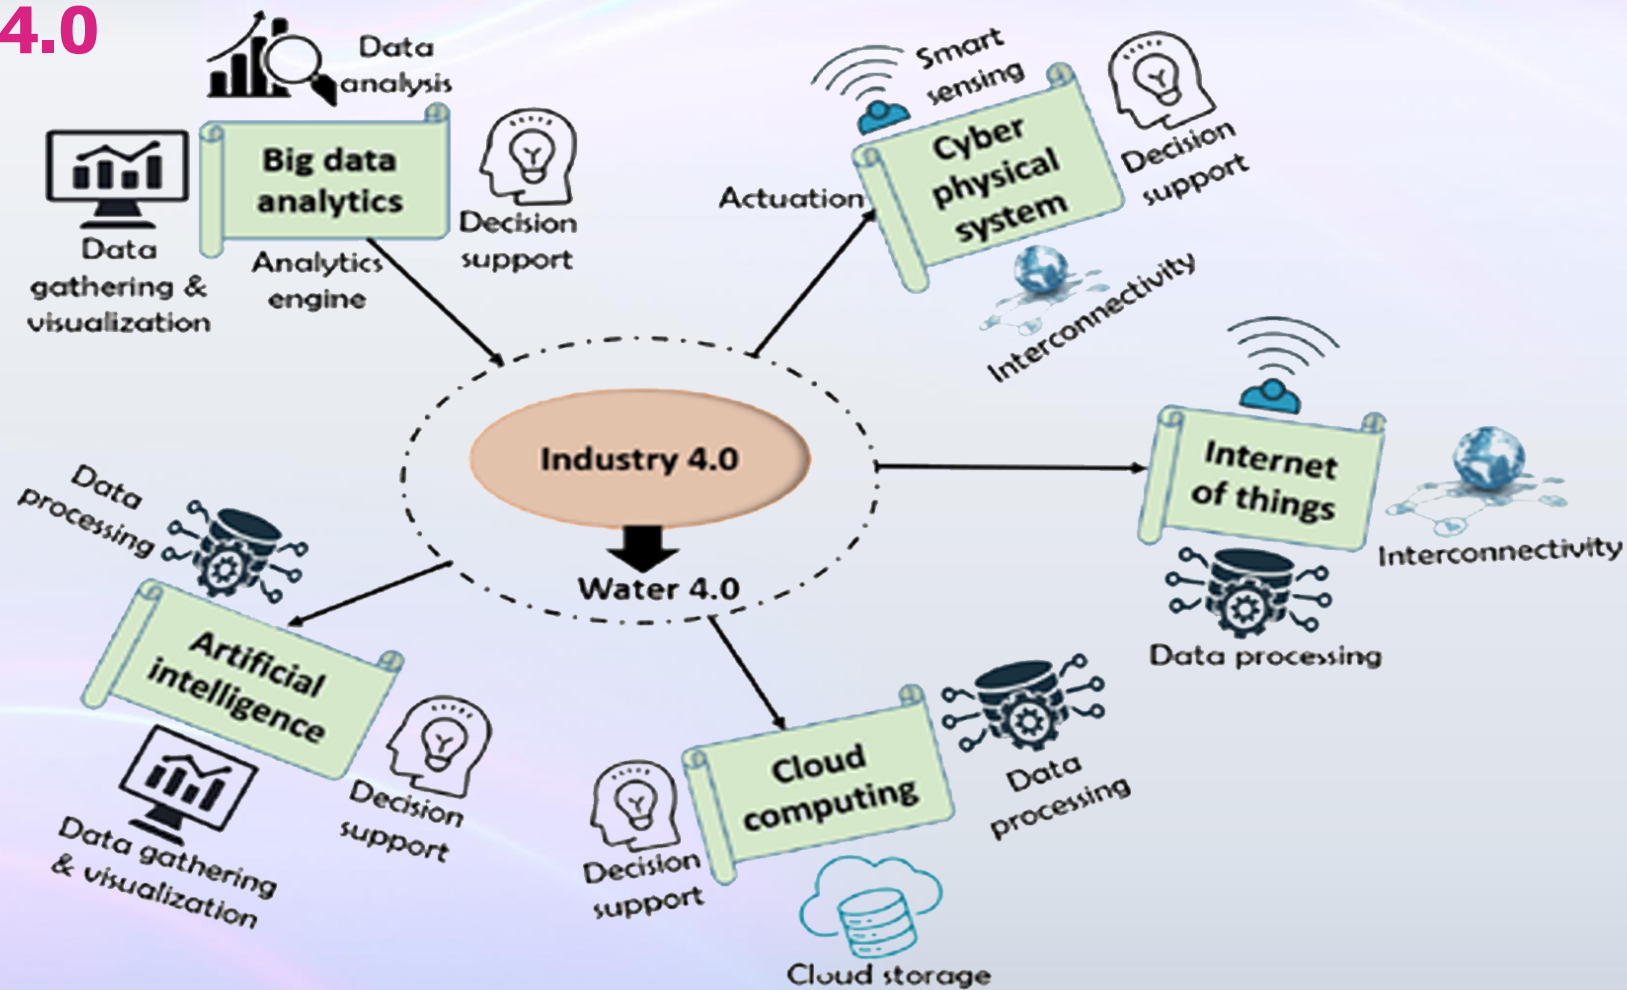 4.0
Data
analysis
Big data
analytics
Data
gathering &
visualization
Analytics
engine
Decision
support
Smart
sensing
Cyber
physical
system
Decision
support
Actuation
Interconnectivity
Industry 4.0
Water 4.0
Internet
of things
Interconnectivity
Data processing
Data
processing
Artificial
intelligence
Decision
support
Data gathering
& visualization
Cloud
computing
Data
processing
Decision
support
Cloud storage